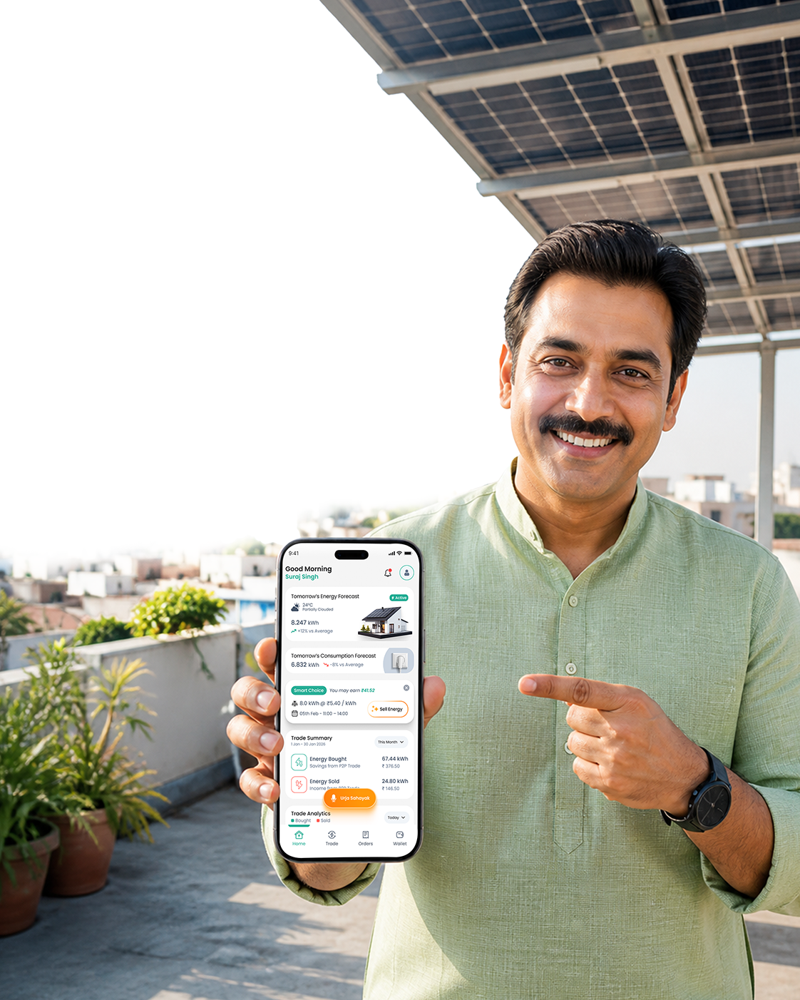 9:41
Good Morning
Suraj Singh
Tomorrow's Energy Forecast
Active
24°C
Partially Clouded
8.247 kWh
+12% vs Average
Tomorrow's Consumption Forecast
6.832 kWh -8% vs Average
Smart Choice You may earn ₹41.52
8.0 kWh @ ₹5.40 / kWh
05th Feb - 11:00 – 14:00
Sell Energy
Trade Summary
1 Jan - 30 Jan 2026
This Month
Energy Bought 67.44 kWh
Savings from P2P Trade ₹ 376.50
Energy Sold 24.80 kWh
Income from P2P Trade ₹ 146.50
Urja Sahayak
Trade Analytics
Today
Bought Sold
Home Trade Orders Wallet